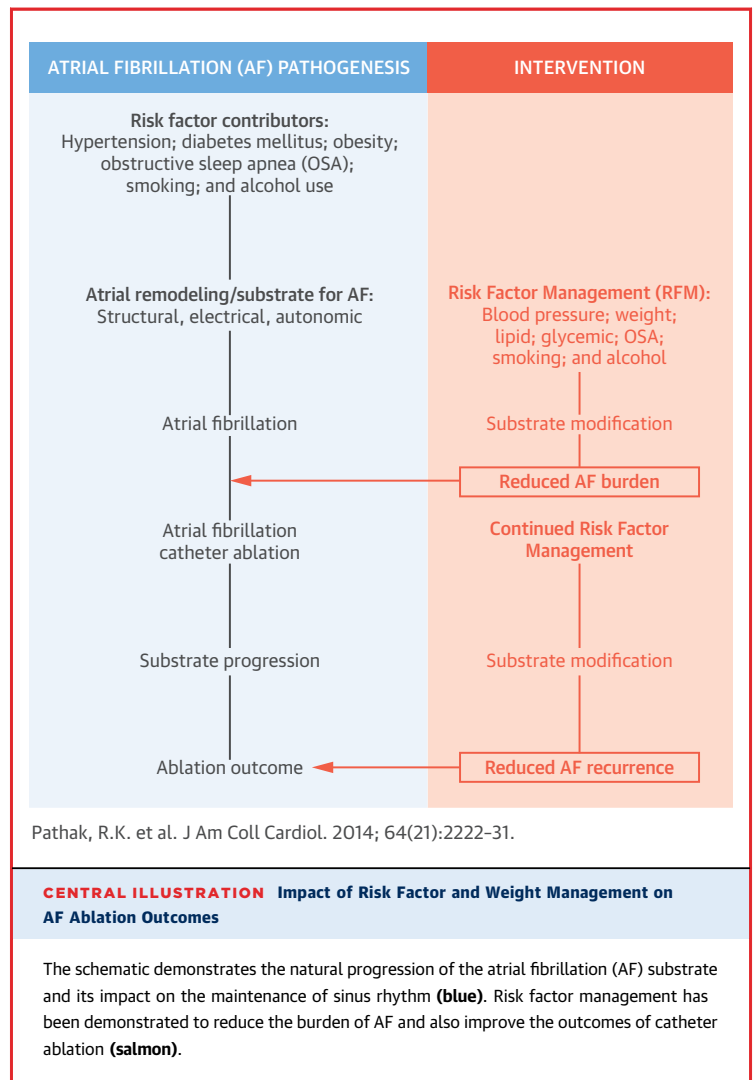 ATRIAL FIBRILLATION (AF) PATHOGENESIS
Risk factor contributors:
Hypertension; diabetes mellitus; obesity;
obstructive sleep apnea (OSA);
smoking; and alcohol use
Atrial remodeling/substrate for AF:
Structural, electrical, autonomic
Atrial fibrillation
Atrial fibrillation
catheter ablation
Substrate progression
Ablation outcome
INTERVENTION
Risk Factor Management (RFM):
Blood pressure; weight;
lipid; glycemic; OSA;
smoking; and alcohol
Substrate modification
Reduced AF burden
Continued Risk Factor
Management
Substrate modification
Reduced AF recurrence
Pathak, R.K. et al. J Am Coll Cardiol. 2014; 64(21):2222–31.
CENTRAL ILLUSTRATION Impact of Risk Factor and Weight Management on
AF Ablation Outcomes
The schematic demonstrates the natural progression of the atrial fibrillation (AF) substrate
and its impact on the maintenance of sinus rhythm (blue). Risk factor management has
been demonstrated to reduce the burden of AF and also improve the outcomes of catheter
ablation (salmon).